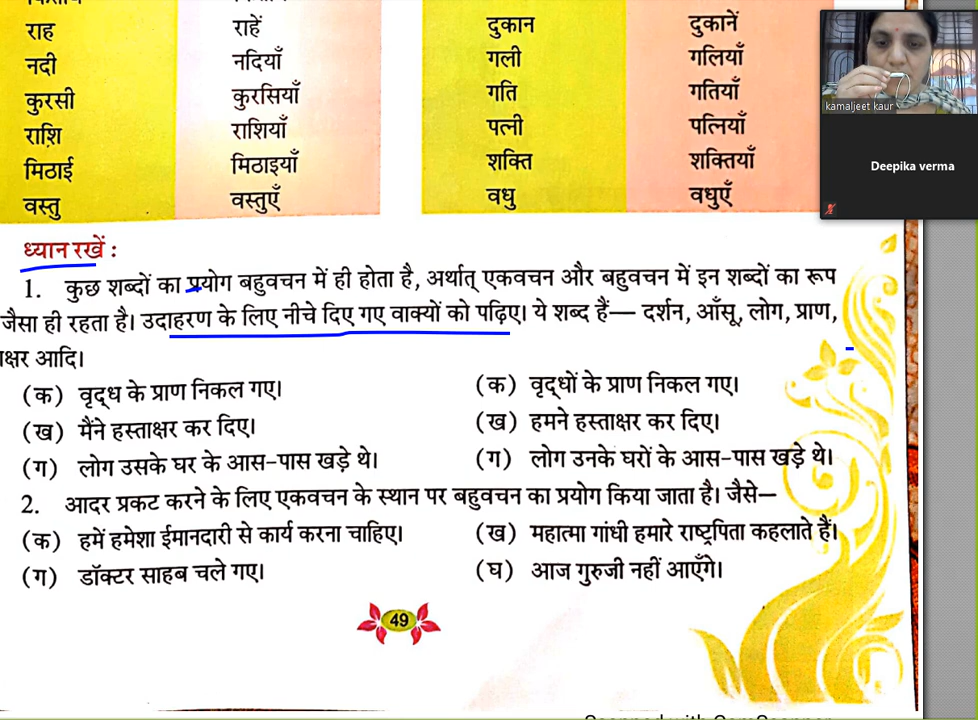 राह राहें दुकान दुकानें
नदी नदियाँ गली गलियाँ
कुरसी कुरसियाँ गति गतियाँ
राशि राशियाँ पत्नी पत्नियाँ
मिठाई मिठाइयाँ शक्ति शक्तियाँ
वस्तु वस्तुएँ वधु वधुएँ
kamaljeet kaur
Deepika verma
ध्यान रखें :
1. कुछ शब्दों का प्रयोग बहुवचन में ही होता है, अर्थात् एकवचन और बहुवचन में इन शब्दों का रूप
जैसा ही रहता है। उदाहरण के लिए नीचे दिए गए वाक्यों को पढ़िए। ये शब्द हैं— दर्शन, आँसू, लोग, प्राण,
ाक्षर आदि।
(क) वृद्ध के प्राण निकल गए। (क) वृद्धों के प्राण निकल गए।
(ख) मैंने हस्ताक्षर कर दिए। (ख) हमने हस्ताक्षर कर दिए।
(ग) लोग उसके घर के आस-पास खड़े थे। (ग) लोग उनके घरों के आस-पास खड़े थे।
2. आदर प्रकट करने के लिए एकवचन के स्थान पर बहुवचन का प्रयोग किया जाता है। जैसे—
(क) हमें हमेशा ईमानदारी से कार्य करना चाहिए। (ख) महात्मा गांधी हमारे राष्ट्रपिता कहलाते हैं।
(ग) डॉक्टर साहब चले गए। (घ) आज गुरुजी नहीं आएँगे।
49